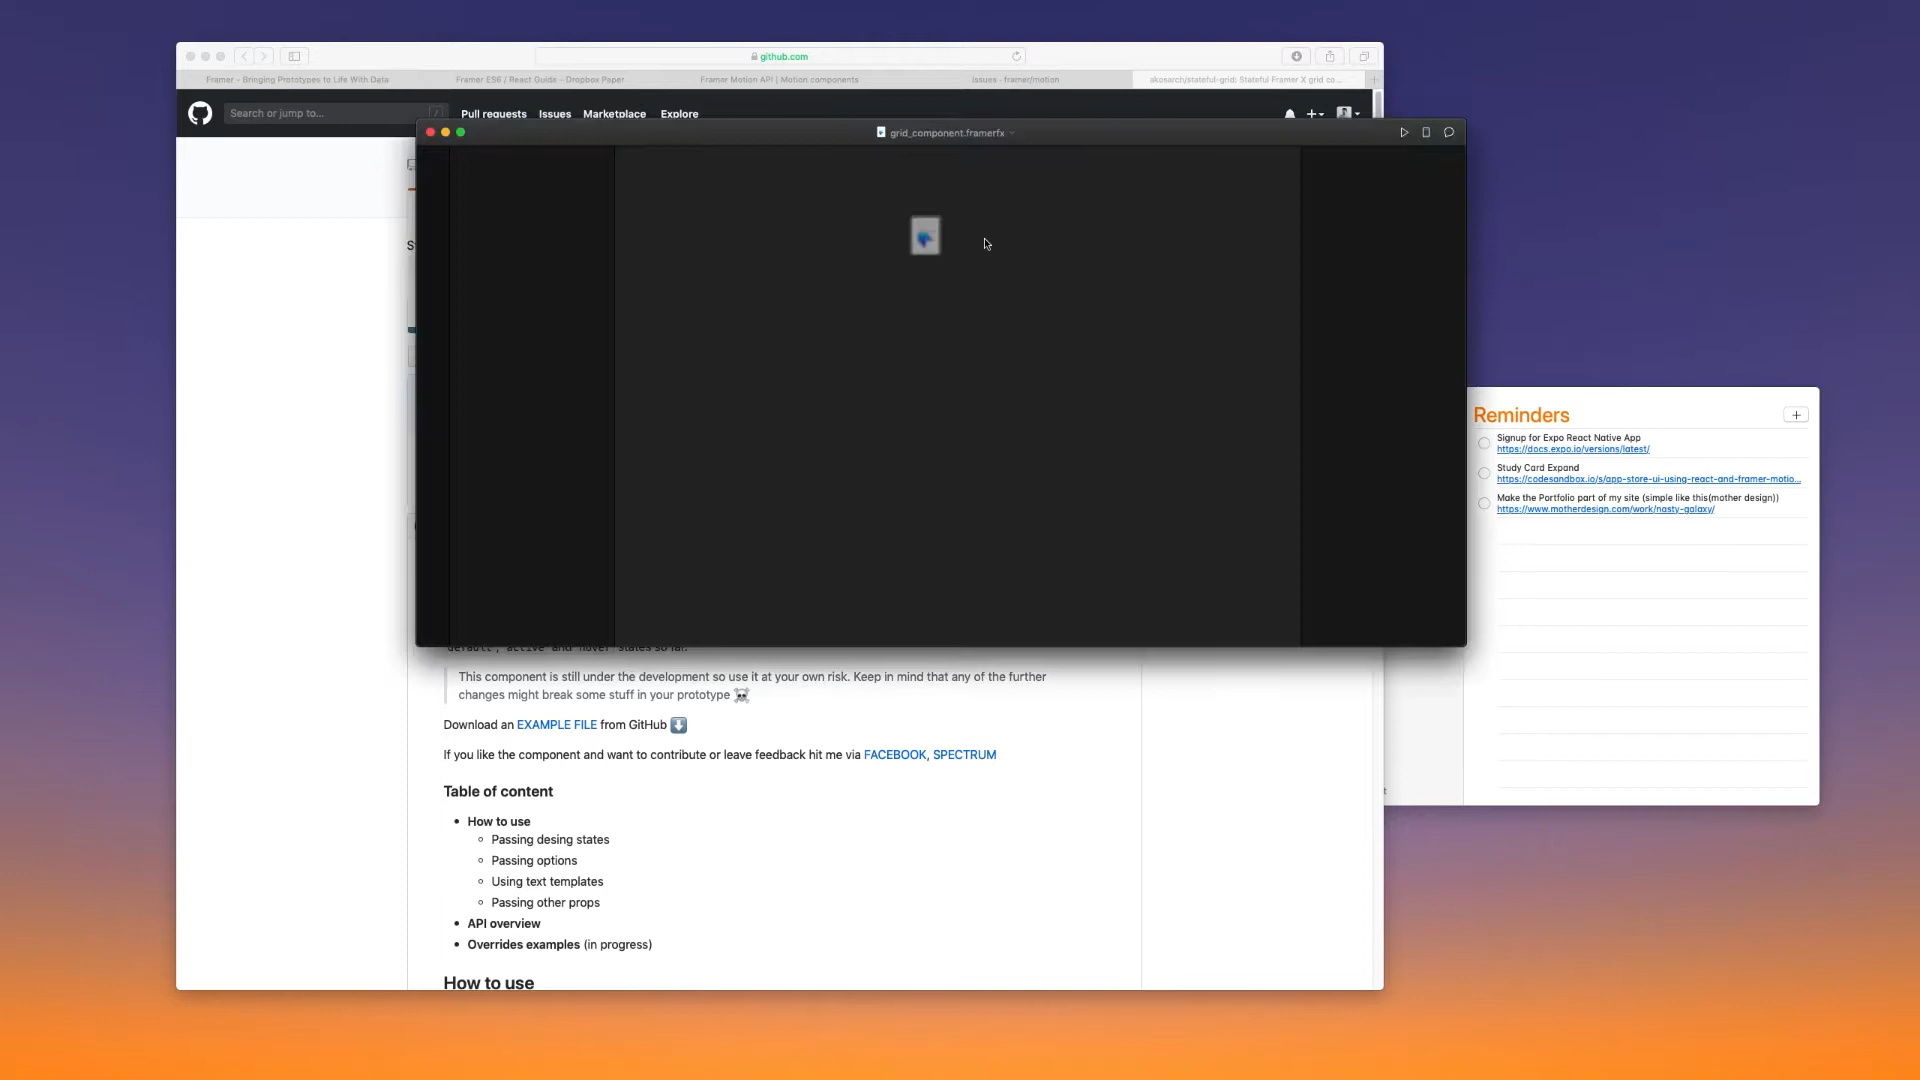 github.com
Framer - Bringing Prototypes to Life With Data
Framer ES6 / React Guide - Dropbox Paper
Framer Motion API | Motion components
Issues · framer/motion
akosarch/stateful-grid: Stateful Framer X grid co...
Search or jump to...
/
Pull requests
Issues
Marketplace
Explore
grid_component.framerfx
Reminders
Signup for Expo React Native App
https://docs.expo.io/versions/latest/
Study Card Expand
https://codesandbox.io/s/app-store-ui-using-react-and-framer-motio...
Make the Portfolio part of my site (simple like this(mother design))
https://www.motherdesign.com/work/nasty-galaxy/
This component is still under the development so use it at your own risk. Keep in mind that any of the further
changes might break some stuff in your prototype
Download an EXAMPLE FILE from GitHub
If you like the component and want to contribute or leave feedback hit me via FACEBOOK, SPECTRUM
Table of content
How to use
Passing desing states
Passing options
Using text templates
Passing other props
API overview
Overrides examples (in progress)
How to use